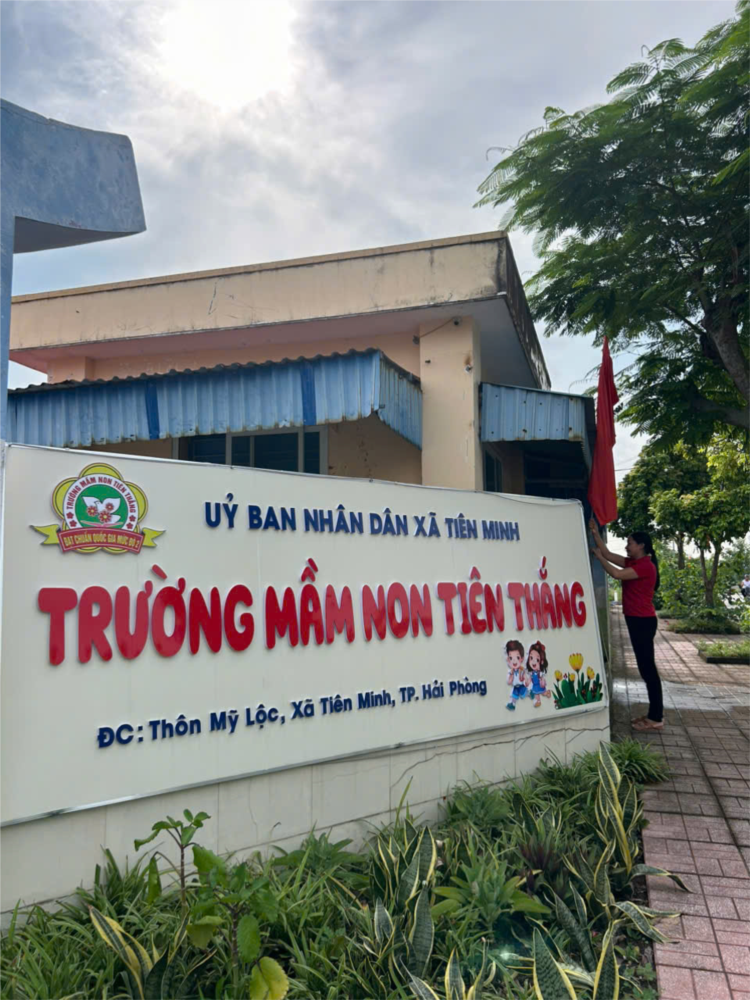 TRƯỜNG MẦM NON TIÊN THẮNG
ĐẠT CHUẨN QUỐC GIA MỨC ĐỘ 2
UỶ BAN NHÂN DÂN XÃ TIÊN MINH
TRƯỜNG MẦM NON TIÊN THẮNG
ĐC: Thôn Mỹ Lộc, Xã Tiên Minh, TP. Hải Phòng